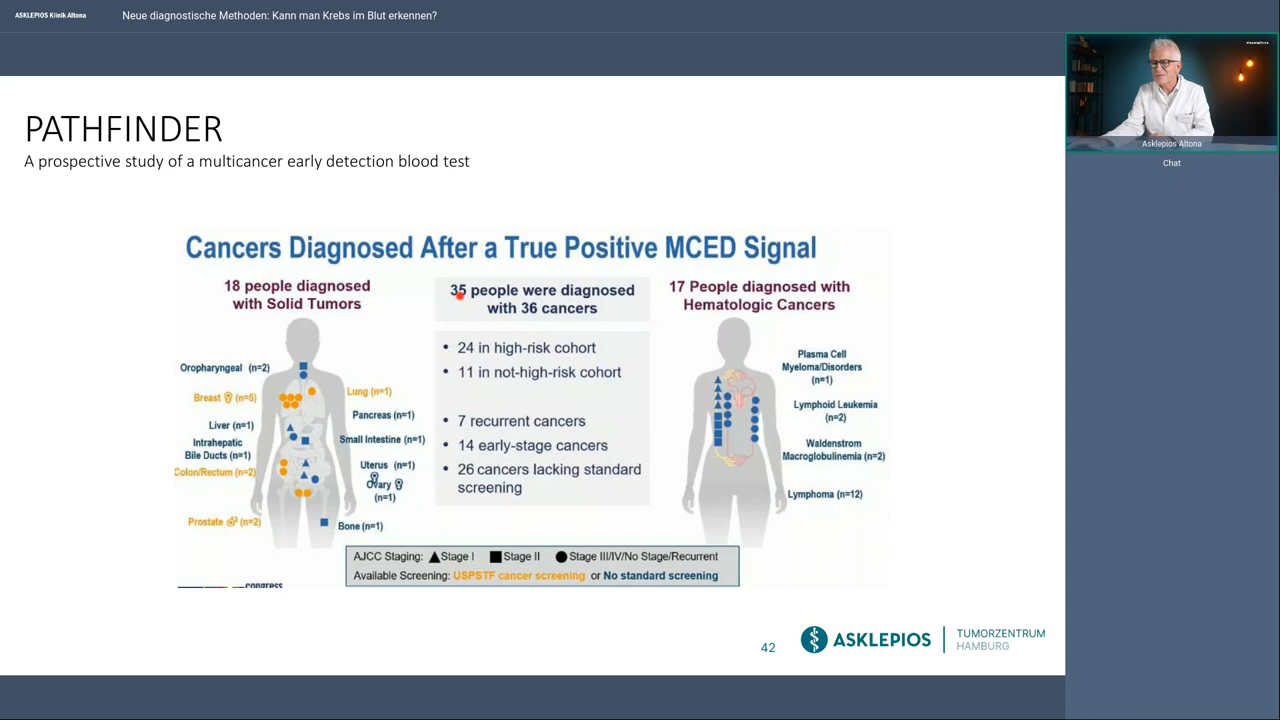 ASKLEPIOS Klinik Altona
Neue diagnostische Methoden: Kann man Krebs im Blut erkennen?
PATHFINDER
A prospective study of a multicancer early detection blood test
Cancers Diagnosed After a True Positive MCED Signal
18 people diagnosed
with Solid Tumors
Oropharyngeal (n=2)
Breast (n=5)
Liver (n=1)
Intrahepatic
Bile Ducts (n=1)
Colon/Rectum (n=2)
Prostate (n=2)
Lung (n=1)
Pancreas (n=1)
Small Intestine (n=1)
Uterus (n=1)
Ovary
(n=1)
Bone (n=1)
35 people were diagnosed
with 36 cancers
• 24 in high-risk cohort
• 11 in not-high-risk cohort
• 7 recurrent cancers
• 14 early-stage cancers
• 26 cancers lacking standard
screening
17 People diagnosed with
Hematologic Cancers
Plasma Cell
Myeloma/Disorders
(n=1)
Lymphoid Leukemia
(n=2)
Waldenstrom
Macroglobulinemia (n=2)
Lymphoma (n=12)
AJCC Staging: Stage I Stage II Stage III/IV/No Stage/Recurrent
Available Screening: USPSTF cancer screening or No standard screening
congress
42
ASKLEPIOS
TUMORZENTRUM
HAMBURG
Asklepios Altona
Chat